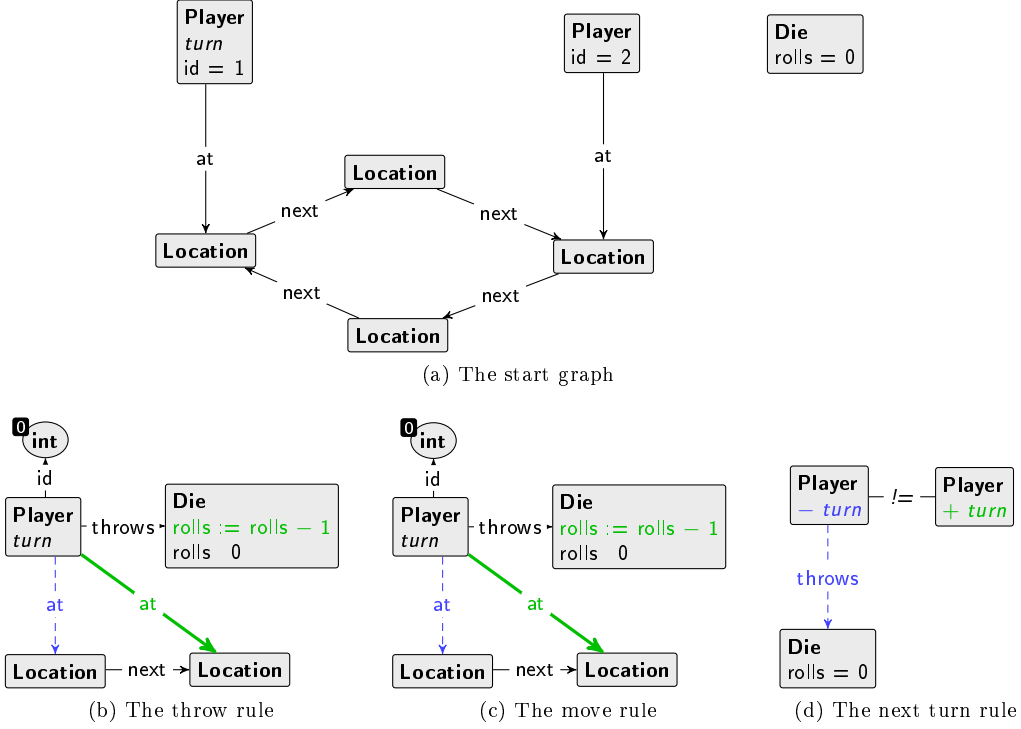 Player
turn
id = 1
Player
id = 2
Die
rolls = 0
at
at
Location
next
next
Location
Location
next
next
Location
(a) The start graph
0
int
id
Player
turn
throws
Die
rolls := rolls − 1
rolls 0
at
at
Location
next
Location
(b) The throw rule
0
int
id
Player
turn
throws
Die
rolls := rolls − 1
rolls 0
at
at
Location
next
Location
(c) The move rule
Player
− turn
!=
Player
+ turn
throws
Die
rolls = 0
(d) The next turn rule